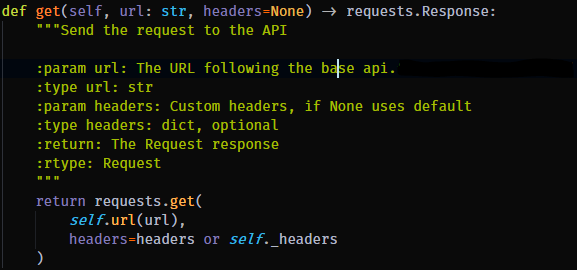 def get(self, url: str, headers=None) -> requests.Response:
    """Send the request to the API

    :param url: The URL following the base api.
    :type url: str
    :param headers: Custom headers, if None uses default
    :type headers: dict, optional
    :return: The Request response
    :rtype: Request
    """
    return requests.get(
        self.url(url),
        headers=headers or self._headers
    )